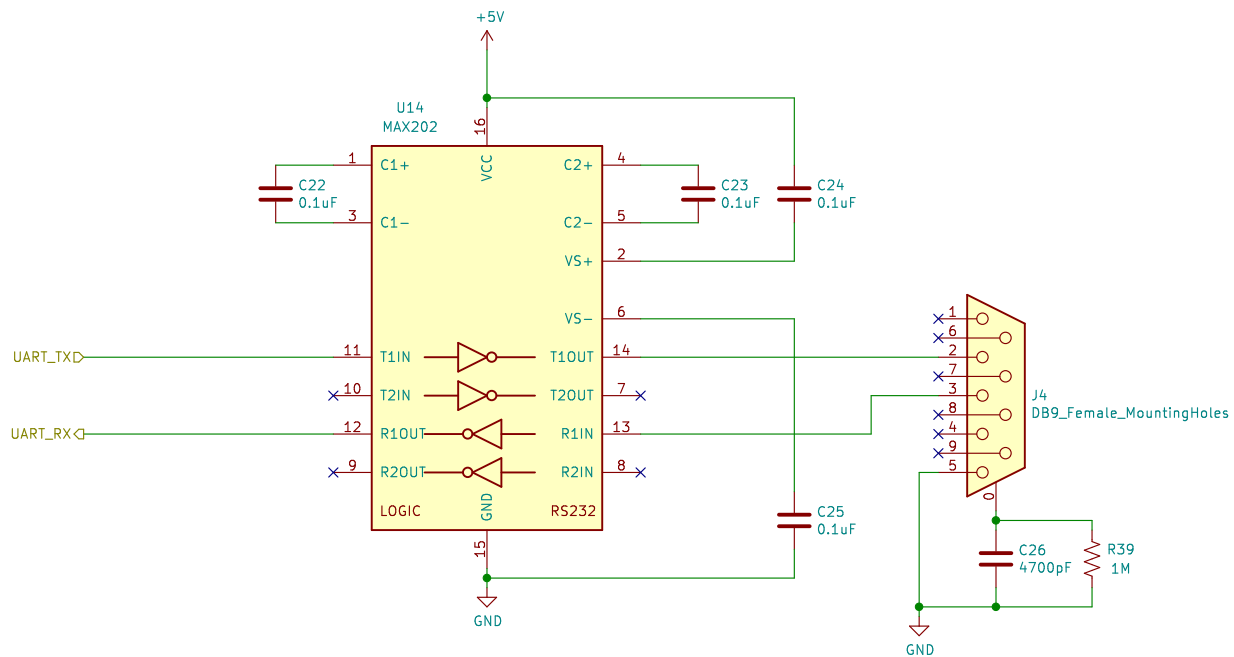 +5V
U14
MAX202
16
VCC
1
C1+
C2+
4
C22
0.1uF
C23
0.1uF
C24
0.1uF
3
C1-
C2-
5
VS+
2
VS-
6
UART_TX
11
T1IN
T1OUT
14
10
T2IN
T2OUT
7
UART_RX
12
R1OUT
R1IN
13
9
R2OUT
R2IN
8
LOGIC
GND
RS232
15
GND
C25
0.1uF
1
6
2
7
3
8
4
9
5
0
J4
DB9_Female_MountingHoles
C26
4700pF
R39
1M
GND